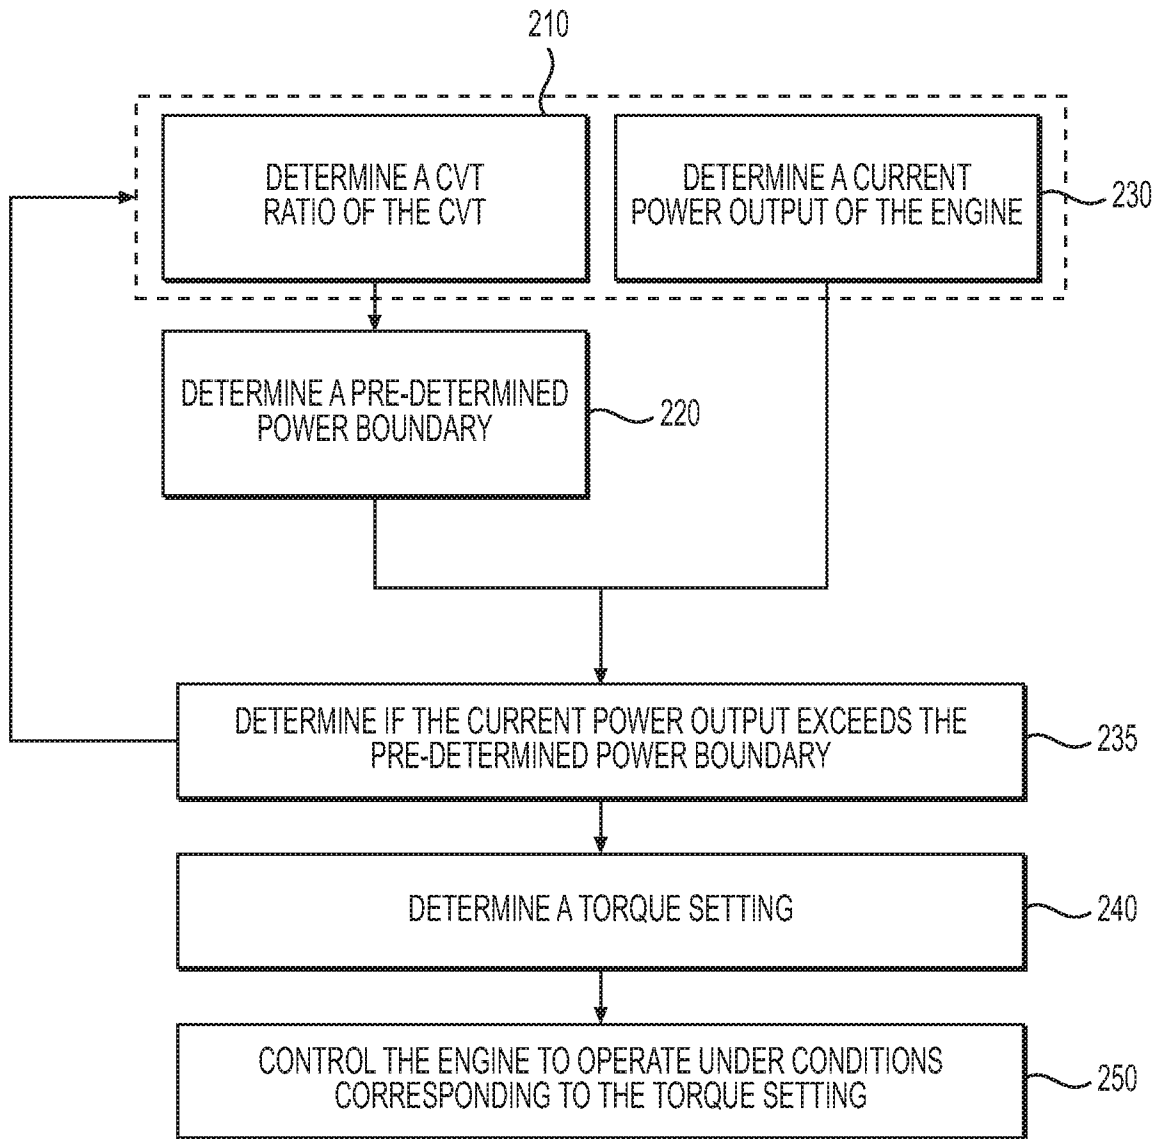 210
DETERMINE A CVT
RATIO OF THE CVT
DETERMINE A CURRENT
POWER OUTPUT OF THE ENGINE
230
DETERMINE A PRE-DETERMINED
POWER BOUNDARY
220
DETERMINE IF THE CURRENT POWER OUTPUT EXCEEDS THE
PRE-DETERMINED POWER BOUNDARY
235
DETERMINE A TORQUE SETTING
240
CONTROL THE ENGINE TO OPERATE UNDER CONDITIONS
CORRESPONDING TO THE TORQUE SETTING
250